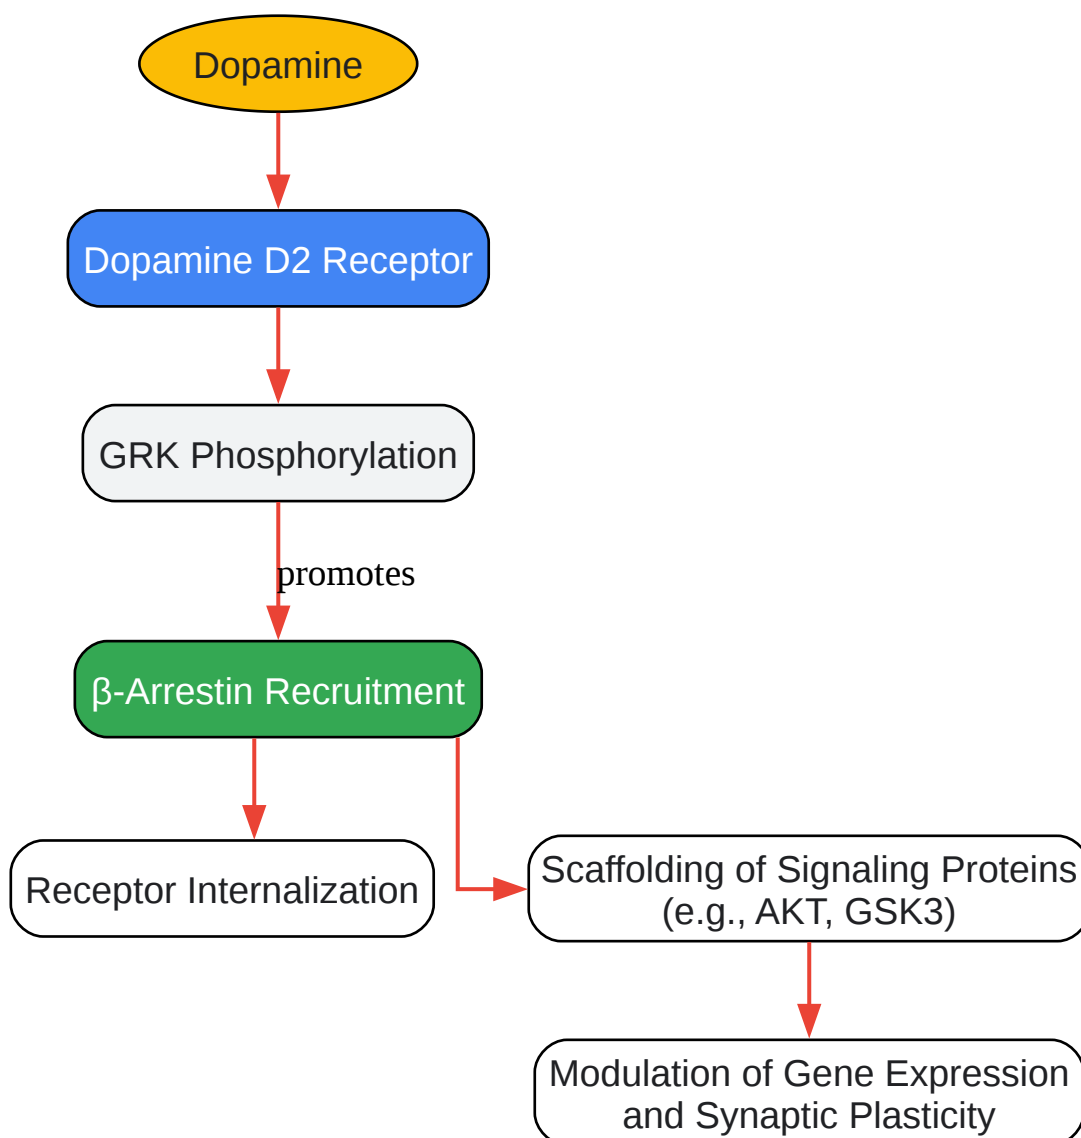 Dopamine
Dopamine D2 Receptor
GRK Phosphorylation
promotes
β-Arrestin Recruitment
Receptor Internalization
Scaffolding of Signaling Proteins
(e.g., AKT, GSK3)
Modulation of Gene Expression
and Synaptic Plasticity